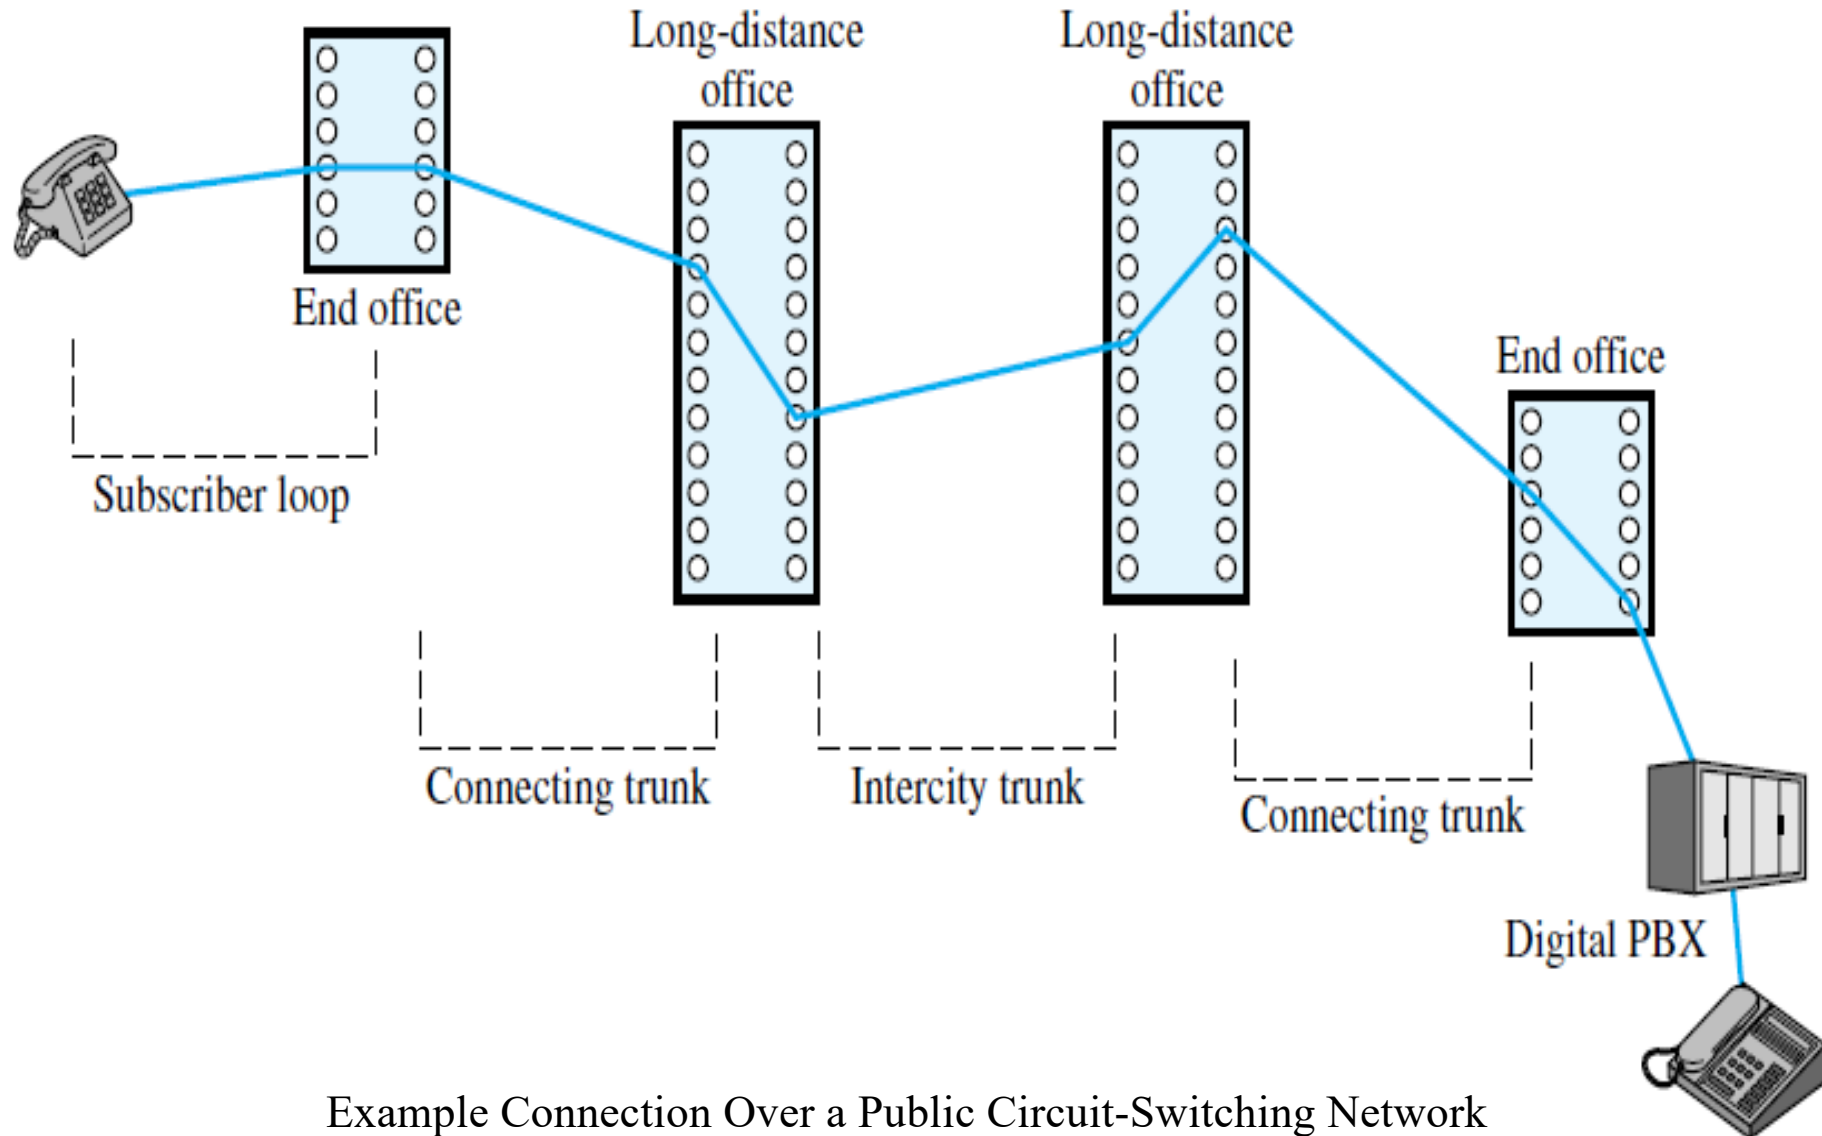 Long-distance
office
Long-distance
office
End office
End office
Subscriber loop
Connecting trunk
Intercity trunk
Connecting trunk
Digital PBX
Example Connection Over a Public Circuit-Switching Network